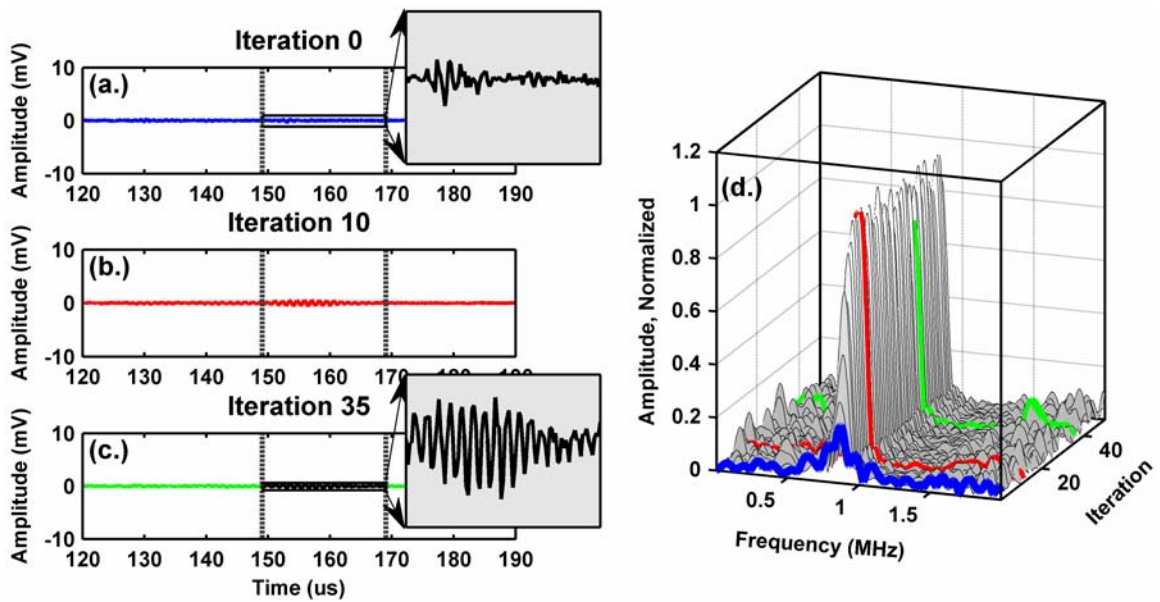 Iteration 0
Amplitude (mV)
10
0
-10
(a.)
120 130 140 150 160 170 180 190
Iteration 10
Amplitude (mV)
10
0
-10
(b.)
120 130 140 150 160 170 180 190
Iteration 35
Amplitude (mV)
10
0
-10
(c.)
120 130 140 150 160 170 180 190
Time (us)
(d.)
Amplitude, Normalized
1.2
1
0.8
0.6
0.4
0.2
0
0.5 1 1.5
Frequency (MHz)
20 40
Iteration